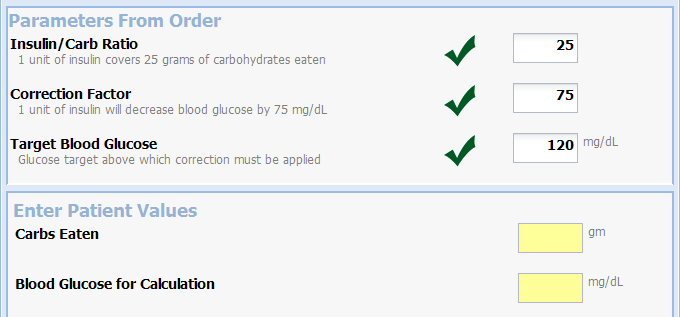 Parameters From Order
Insulin/Carb Ratio
25
1 unit of insulin covers 25 grams of carbohydrates eaten
Correction Factor
75
1 unit of insulin will decrease blood glucose by 75 mg/dL
Target Blood Glucose
120 mg/dL
Glucose target above which correction must be applied
Enter Patient Values
Carbs Eaten
gm
Blood Glucose for Calculation
mg/dL